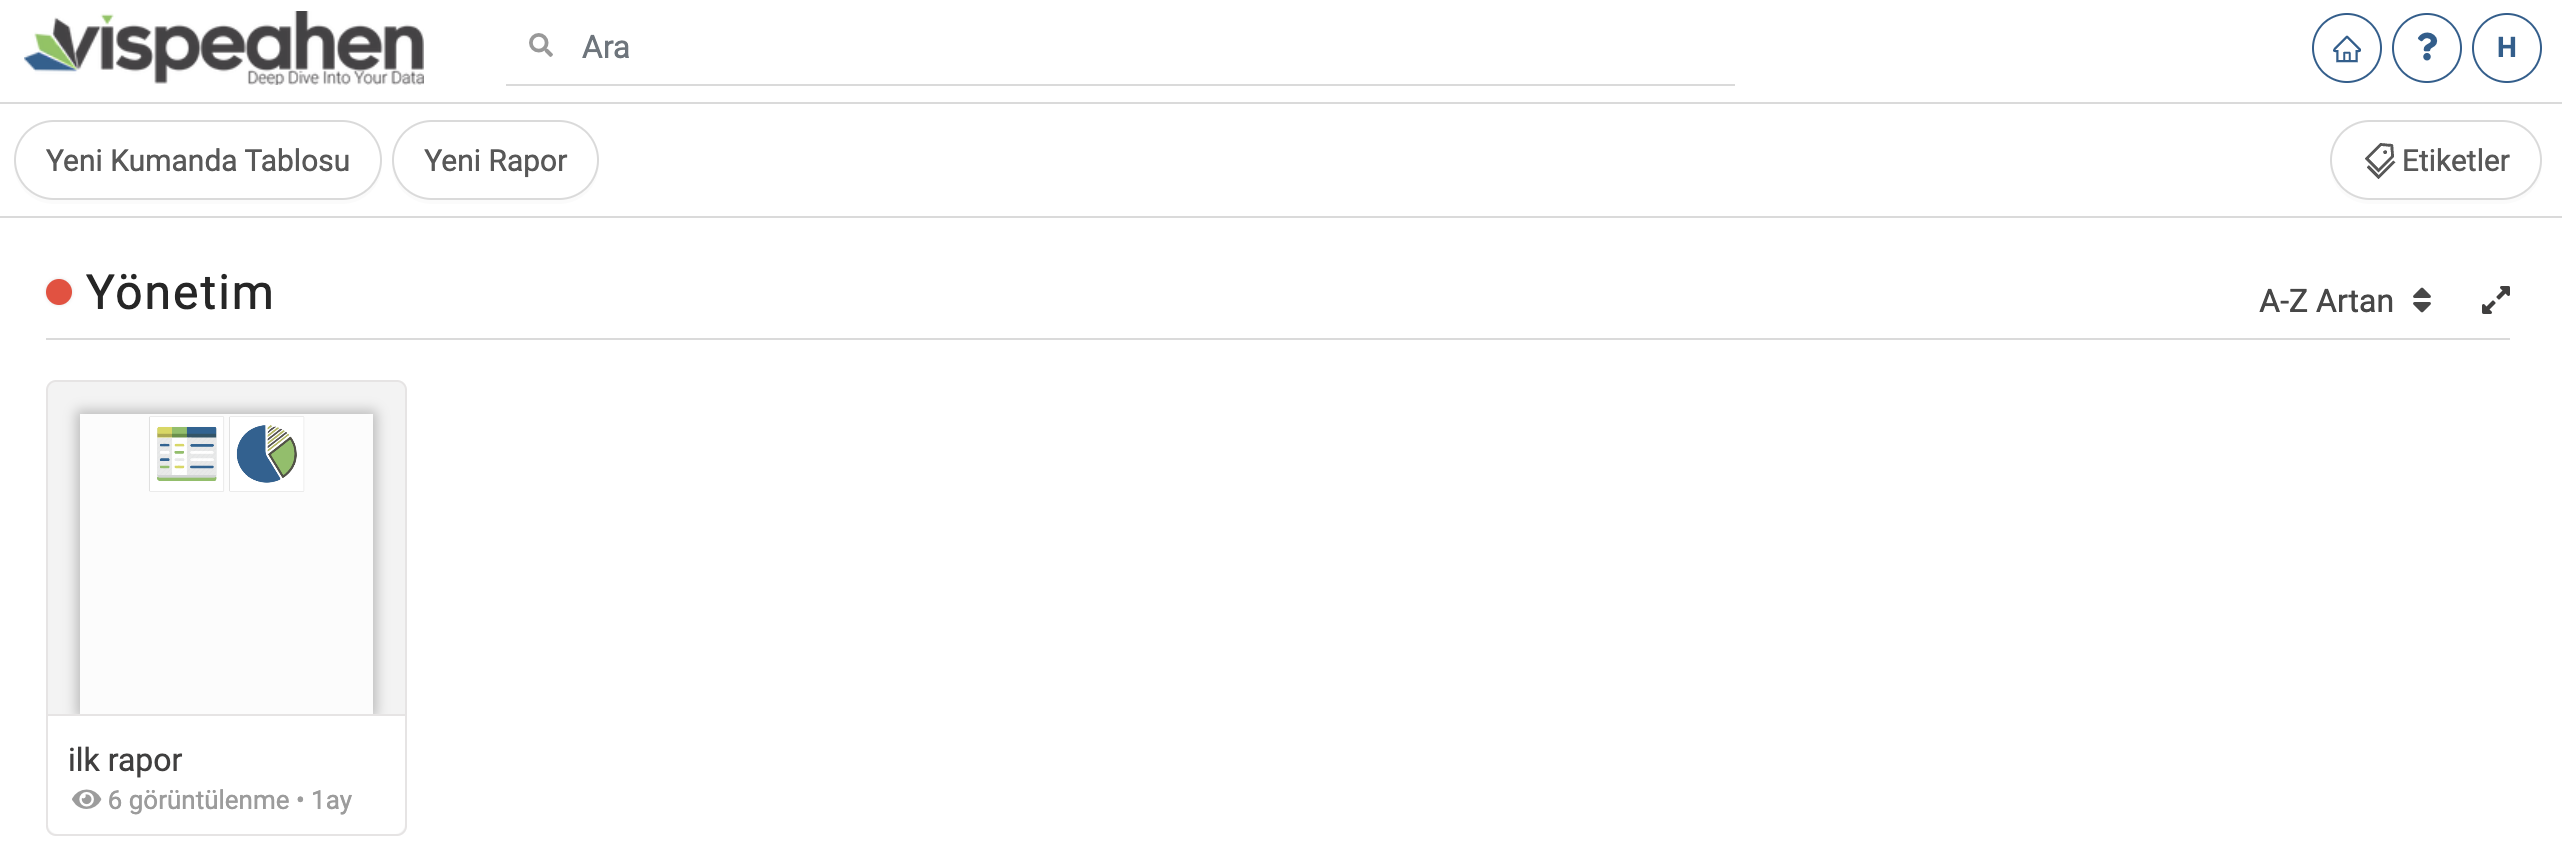 vispeahen
Deep Dive Into Your Data
Ara
?
H
Yeni Kumanda Tablosu
Yeni Rapor
Etiketler
Yönetim
A-Z Artan
ilk rapor
6 görüntülenme • 1ay